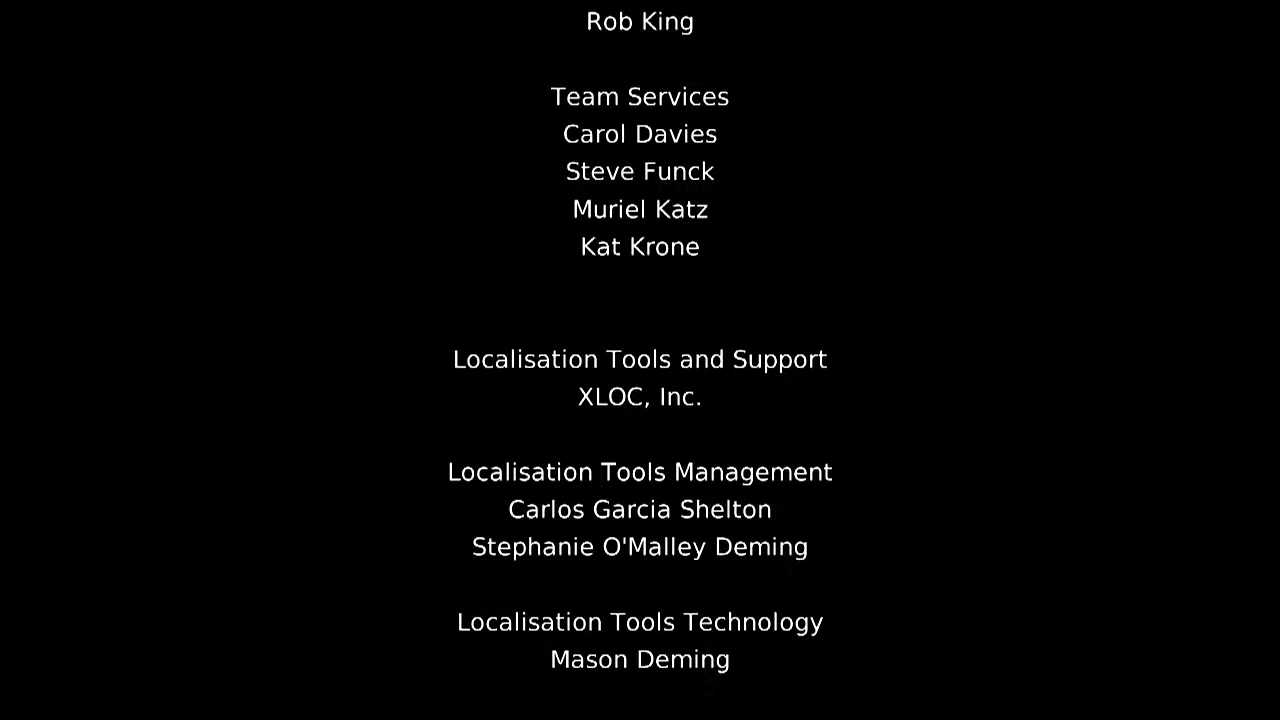 Rob King
Team Services
Carol Davies
Steve Funck
Muriel Katz
Kat Krone
Localisation Tools and Support
XLOC, Inc.
Localisation Tools Management
Carlos Garcia Shelton
Stephanie O'Malley Deming
Localisation Tools Technology
Mason Deming